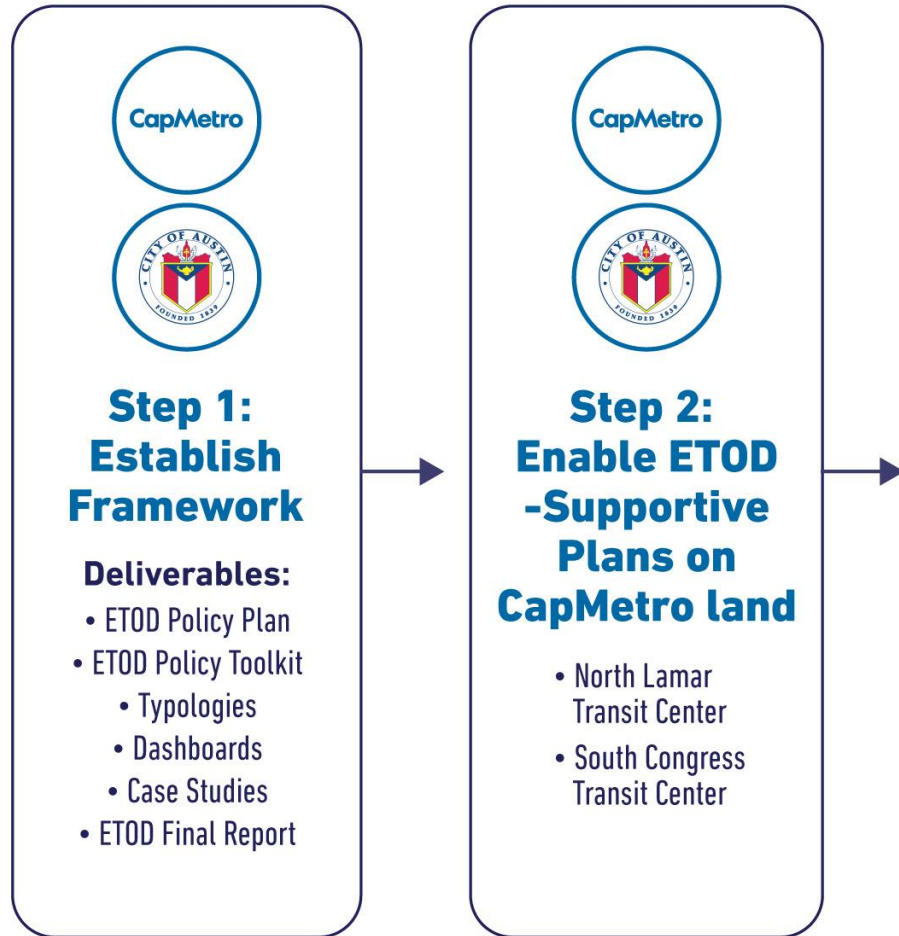 CapMetro
CITY OF AUSTIN
FOUNDED 1839
Step 1:
Establish
Framework
Deliverables:
• ETOD Policy Plan
• ETOD Policy Toolkit
• Typologies
• Dashboards
• Case Studies
• ETOD Final Report
CapMetro
CITY OF AUSTIN
FOUNDED 1839
Step 2:
Enable ETOD
-Supportive
Plans on
CapMetro land
• North Lamar
Transit Center
• South Congress
Transit Center